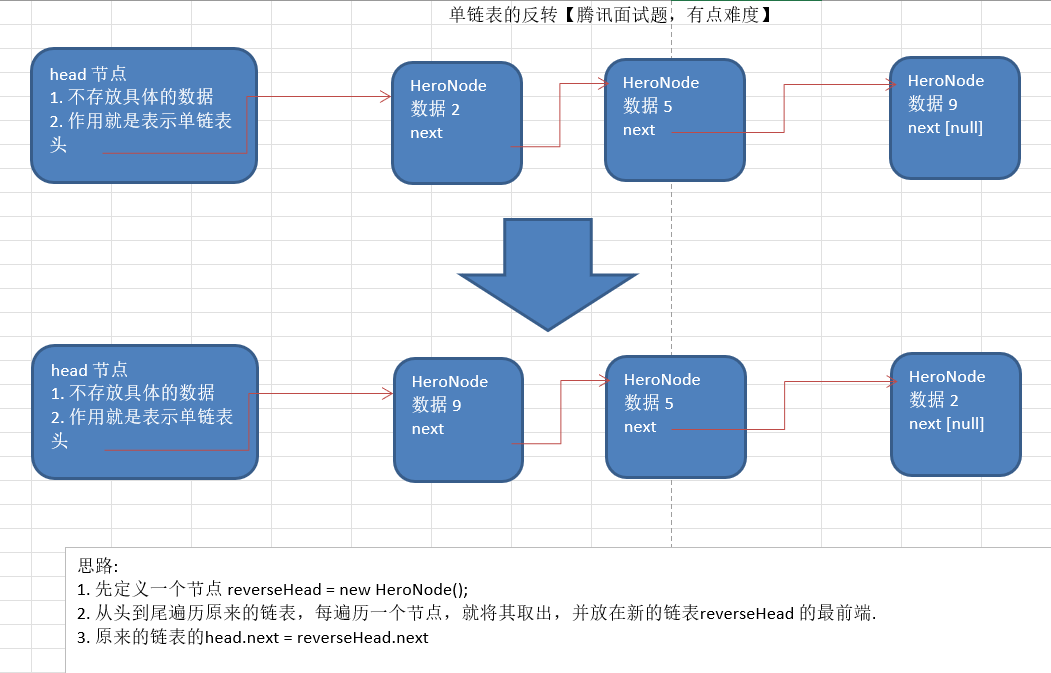 单链表的反转【腾讯面试题，有点难度】
head 节点
1. 不存放具体的数据
2. 作用就是表示单链表
头
HeroNode
数据 2
next
HeroNode
数据 5
next
HeroNode
数据 9
next [null]
head 节点
1. 不存放具体的数据
2. 作用就是表示单链表
头
HeroNode
数据 9
next
HeroNode
数据 5
next
HeroNode
数据 2
next [null]
思路:
1. 先定义一个节点 reverseHead = new HeroNode();
2. 从头到尾遍历原来的链表，每遍历一个节点，就将其取出，并放在新的链表reverseHead 的最前端.
3. 原来的链表的head.next = reverseHead.next